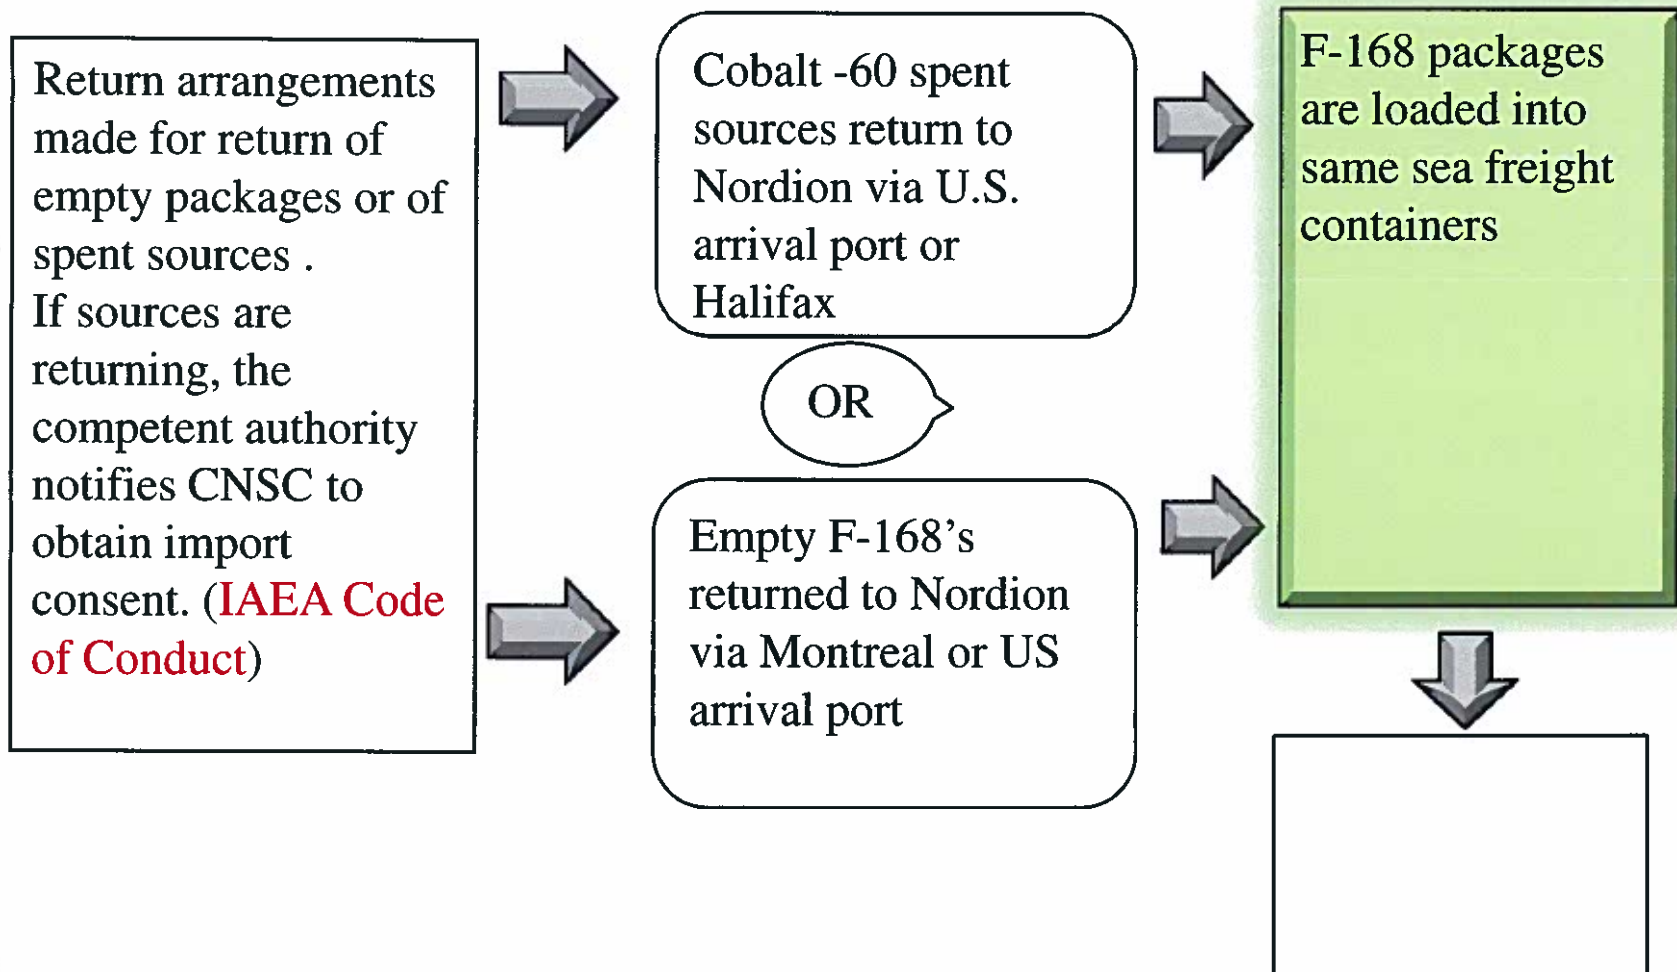 Return arrangements
made for return of
empty packages or of
spent sources .
If sources are
returning, the
competent authority
notifies CNSC to
obtain import
consent. (IAEA Code
of Conduct)
Cobalt -60 spent
sources return to
Nordion via U.S.
arrival port or
Halifax
OR
Empty F-168’s
returned to Nordion
via Montreal or US
arrival port
F-168 packages
are loaded into
same sea freight
containers